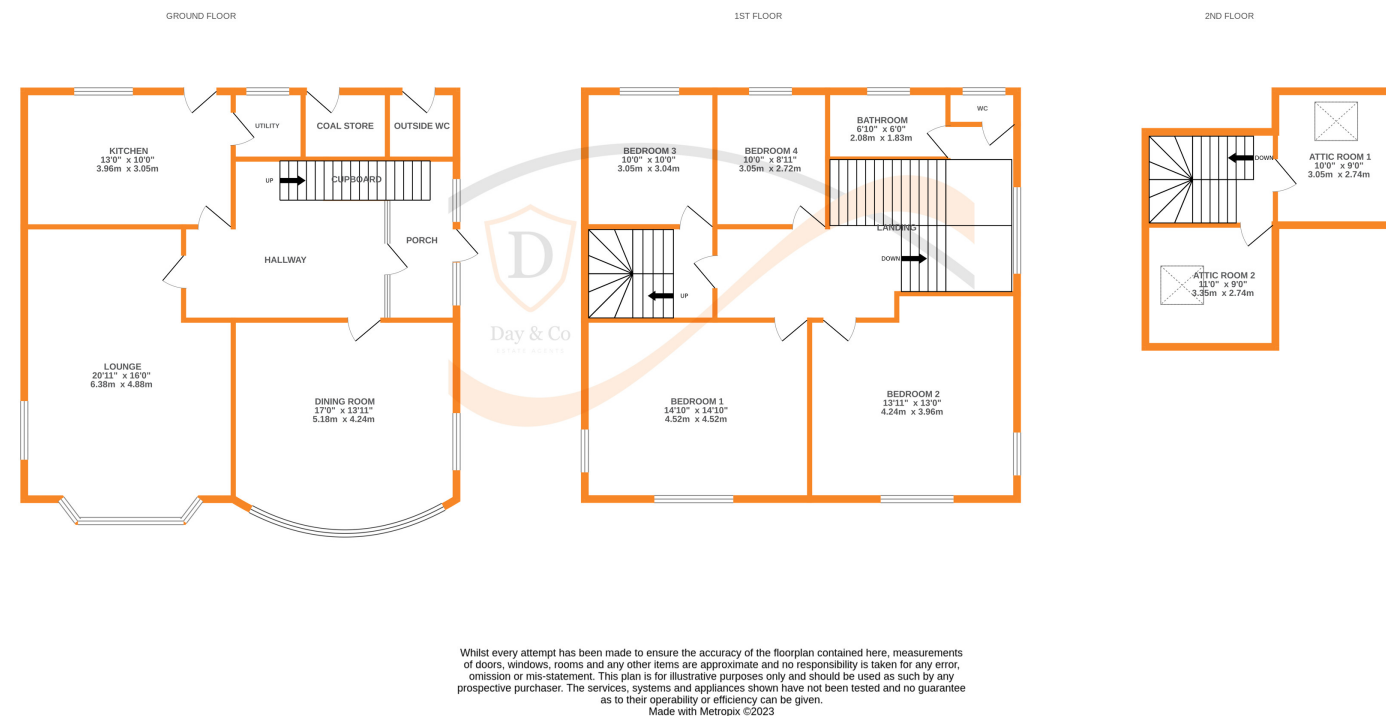 GROUND FLOOR
KITCHEN
13'0" x 10'0"
3.96m x 3.05m
UTILITY
COAL STORE
OUTSIDE WC
UP
CUPBOARD
PORCH
HALLWAY
LOUNGE
20'11" x 16'0"
6.38m x 4.88m
DINING ROOM
17'0" x 13'11"
5.18m x 4.24m
D
Day & Co
ESTATE AGENTS
1ST FLOOR
BEDROOM 3
10'0" x 10'0"
3.05m x 3.04m
BEDROOM 4
10'0" x 8'11"
3.05m x 2.72m
BATHROOM
6'10" x 6'0"
2.08m x 1.83m
WC
LANDING
DOWN
UP
BEDROOM 1
14'10" x 14'10"
4.52m x 4.52m
BEDROOM 2
13'11" x 13'0"
4.24m x 3.96m
2ND FLOOR
DOWN
ATTIC ROOM 1
10'0" x 9'0"
3.05m x 2.74m
ATTIC ROOM 2
11'0" x 9'0"
3.35m x 2.74m
Whilst every attempt has been made to ensure the accuracy of the floorplan contained here, measurements
of doors, windows, rooms and any other items are approximate and no responsibility is taken for any error,
omission or mis-statement. This plan is for illustrative purposes only and should be used as such by any
prospective purchaser. The services, systems and appliances shown have not been tested and no guarantee
as to their operability or efficiency can be given.
Made with Metropix ©2023